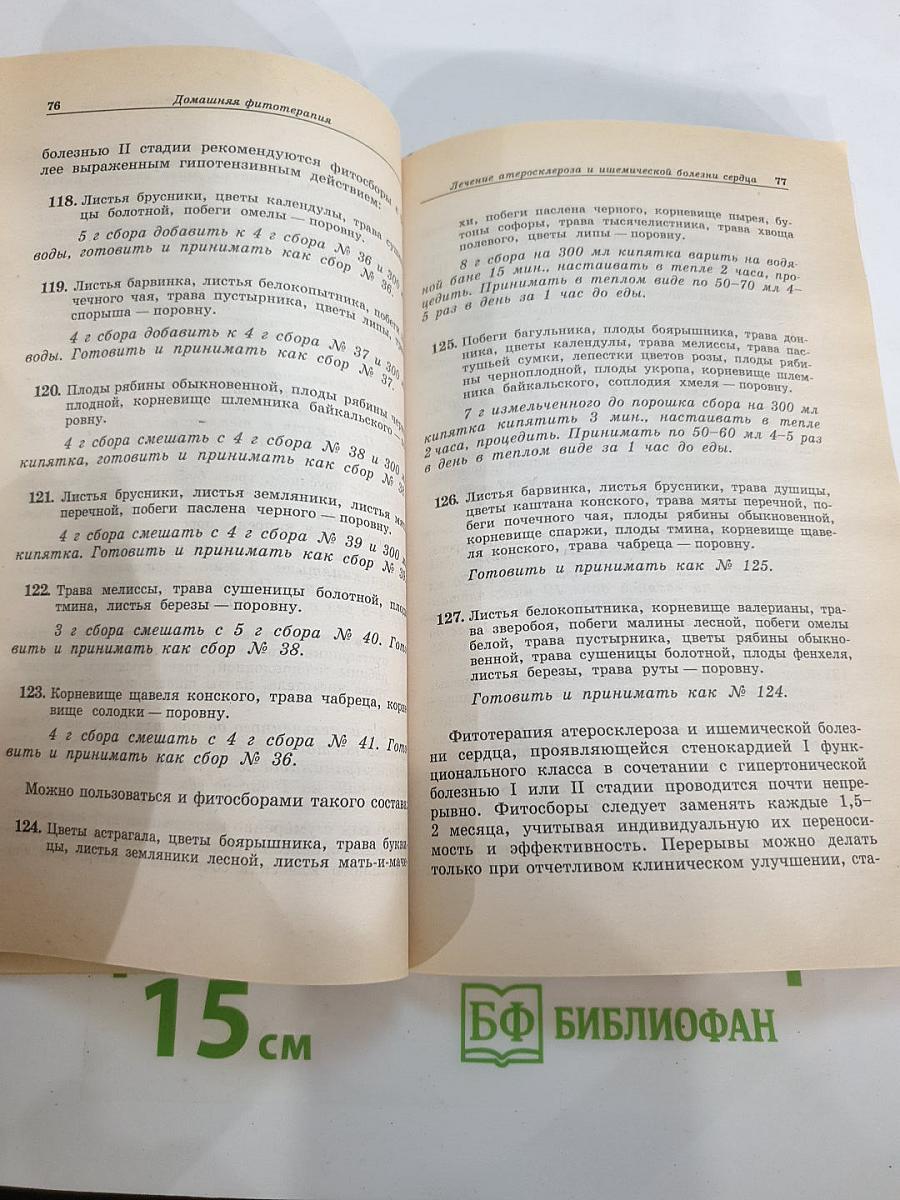 76
Домашняя фитотерапия
болезнью II стадии рекомендуются фитосборы с
лее выраженным гипотензивным действием:
118. Листья брусники, цветы календулы, трава
цы болотной, побеги омелы — поровну.
5 г сбора добавить к 4 г сбора № 36 и 300
воды, готовить и принимать как сбор № 36.
119. Листья барвинка, листья белокопытника,
чечного чая, трава пустырника, цветы липы,
спорыша — поровну.
4 г сбора добавить к 4 г сбора № 37 и 300
воды. Готовить и принимать как сбор № 37.
120. Плоды рябины обыкновенной, плоды рябины
плодной, корневище шлемника байкальского —
ровну.
4 г сбора смешать с 4 г сбора № 38 и 300
кипятка, готовить и принимать как сбор № 38
121. Листья брусники, листья земляники, листья
перечной, побеги паслена черного — поровну.
4 г сбора смешать с 4 г сбора № 39 и 300
кипятка. Готовить и принимать как сбор №
122. Трава мелиссы, трава сушеницы болотной,
тмина, листья березы — поровну.
3 г сбора смешать с 5 г сбора № 40.
вить и принимать как сбор № 38.
123. Корневище щавеля конского, трава чабреца,
вище солодки — поровну.
4 г сбора смешать с 4 г сбора № 41.
вить и принимать как сбор № 36.
Можно пользоваться и фитосборами такого состава:
124. Цветы астрагала, цветы боярышника, трава букви
цы, листья земляники лесной, листья мать-и-маче-
Лечение атеросклероза и ишемической болезни сердца
77
хи, побеги паслена черного, корневище пырея, бу-
тоны софоры, трава тысячелистника, трава хвоща
полевого, цветы липы — поровну.
8 г сбора на 300 мл кипятка варить на водя-
ной бане 15 мин., настаивать в тепле 2 часа, про-
цедить. Принимать в теплом виде по 50–70 мл 4–
5 раз в день за 1 час до еды.
125. Побеги багульника, плоды боярышника, трава дон-
ника, цветы календулы, трава мелиссы, трава пас-
тушьей сумки, лепестки цветов розы, плоды ряби-
ны черноплодной, плоды укропа, корневище шлем-
ника байкальского, соплодия хмеля — поровну.
7 г измельченного до порошка сбора на 300 мл
кипятка кипятить 3 мин., настаивать в тепле
2 часа, процедить. Принимать по 50–60 мл 4–5 раз
в день в теплом виде за 1 час до еды.
126. Листья барвинка, листья брусники, трава душицы,
цветы каштана конского, трава мяты перечной, по-
беги почечного чая, плоды рябины обыкновенной,
корневище спаржи, плоды тмина, корневище щаве-
ля конского, трава чабреца — поровну.
Готовить и принимать как № 125.
127. Листья белокопытника, корневище валерианы, тра-
ва зверобоя, побеги малины лесной, побеги омелы
белой, трава пустырника, цветы рябины обыкно-
венной, трава сушеницы болотной, плоды фенхеля,
листья березы, трава руты — поровну.
Готовить и принимать как № 124.
Фитотерапия атеросклероза и ишемической болез-
ни сердца, проявляющейся стенокардией I функ-
ционального класса в сочетании с гипертонической
болезнью I или II стадии проводится почти непре-
рывно. Фитосборы следует заменять каждые 1,5–
2 месяца, учитывая индивидуальную их переноси-
мость и эффективность. Перерывы можно делать
только при отчетливом клиническом улучшении, ста-
15 см
БФ БИБЛИОФАН